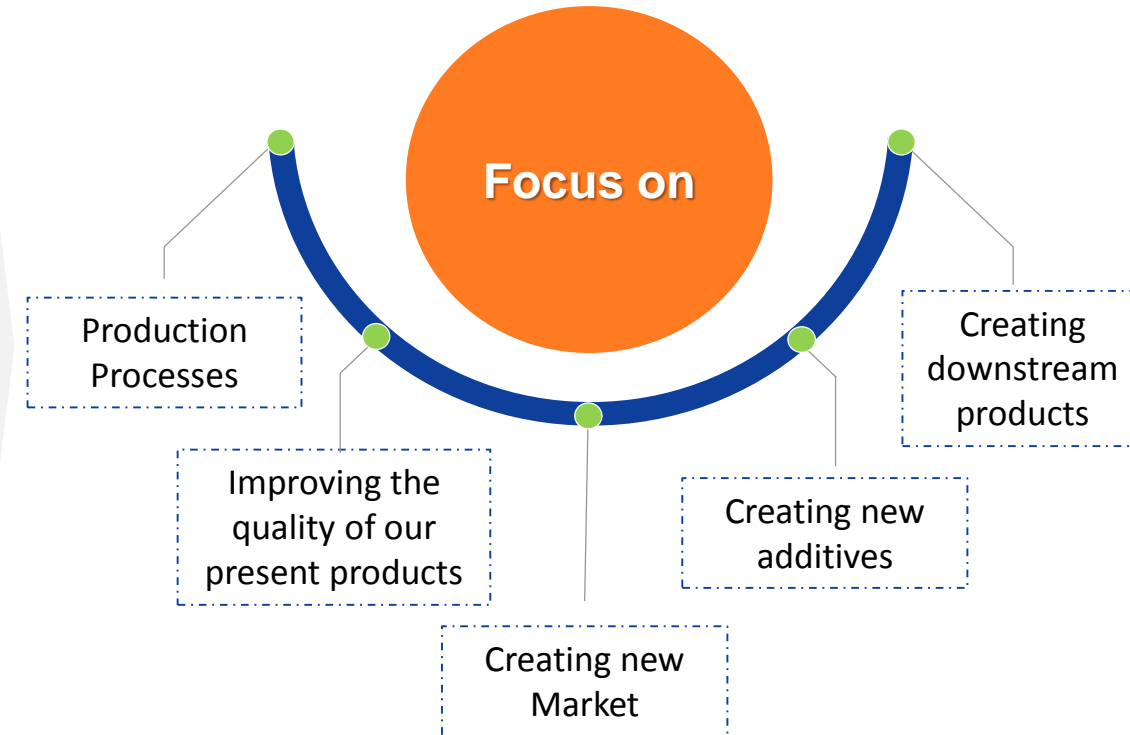 Focus on
Production
Processes
Improving the
quality of our
present products
Creating new
Market
Creating new
additives
Creating
downstream
products